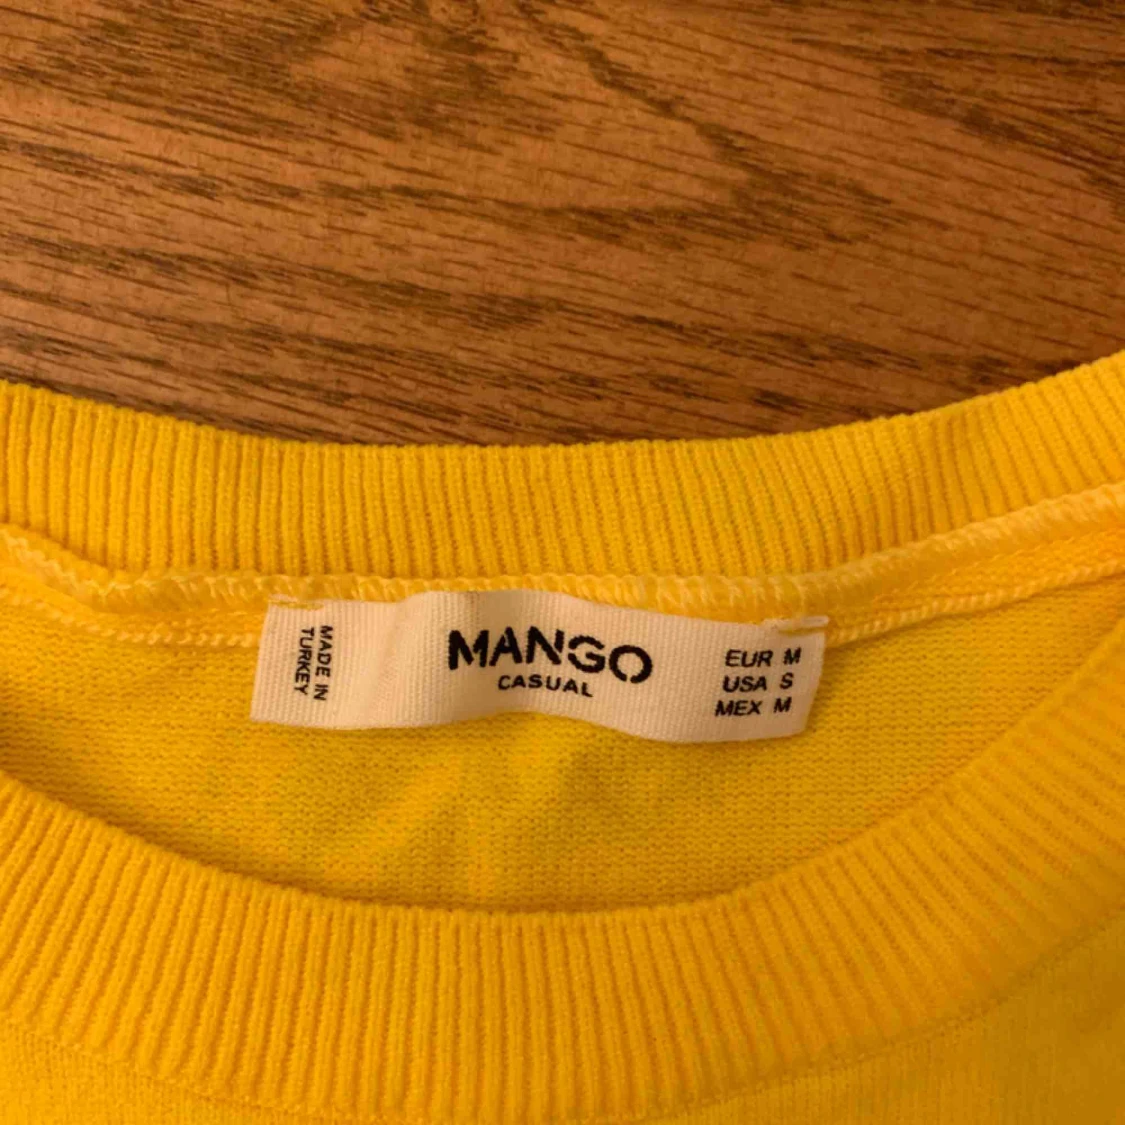 MADE IN
TURKEY
MANGO
CASUAL
EUR M
USA S
MEX M